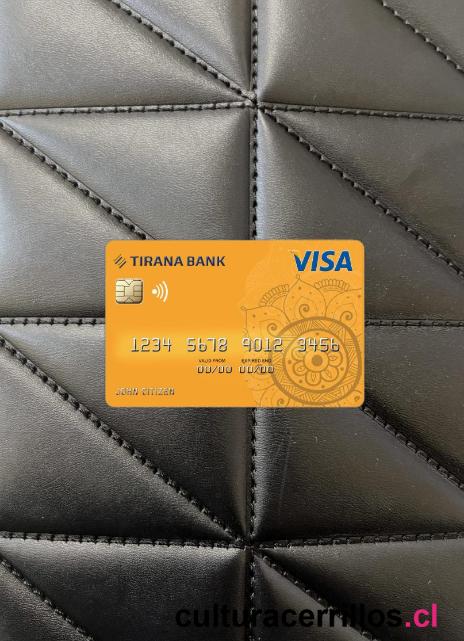 TIRANA BANK
VISA
1234 5678 9012 3456
VALID FROM EXPIRED END
00/00 00/00
JOHN CITIZEN
culturacerrillos.cl